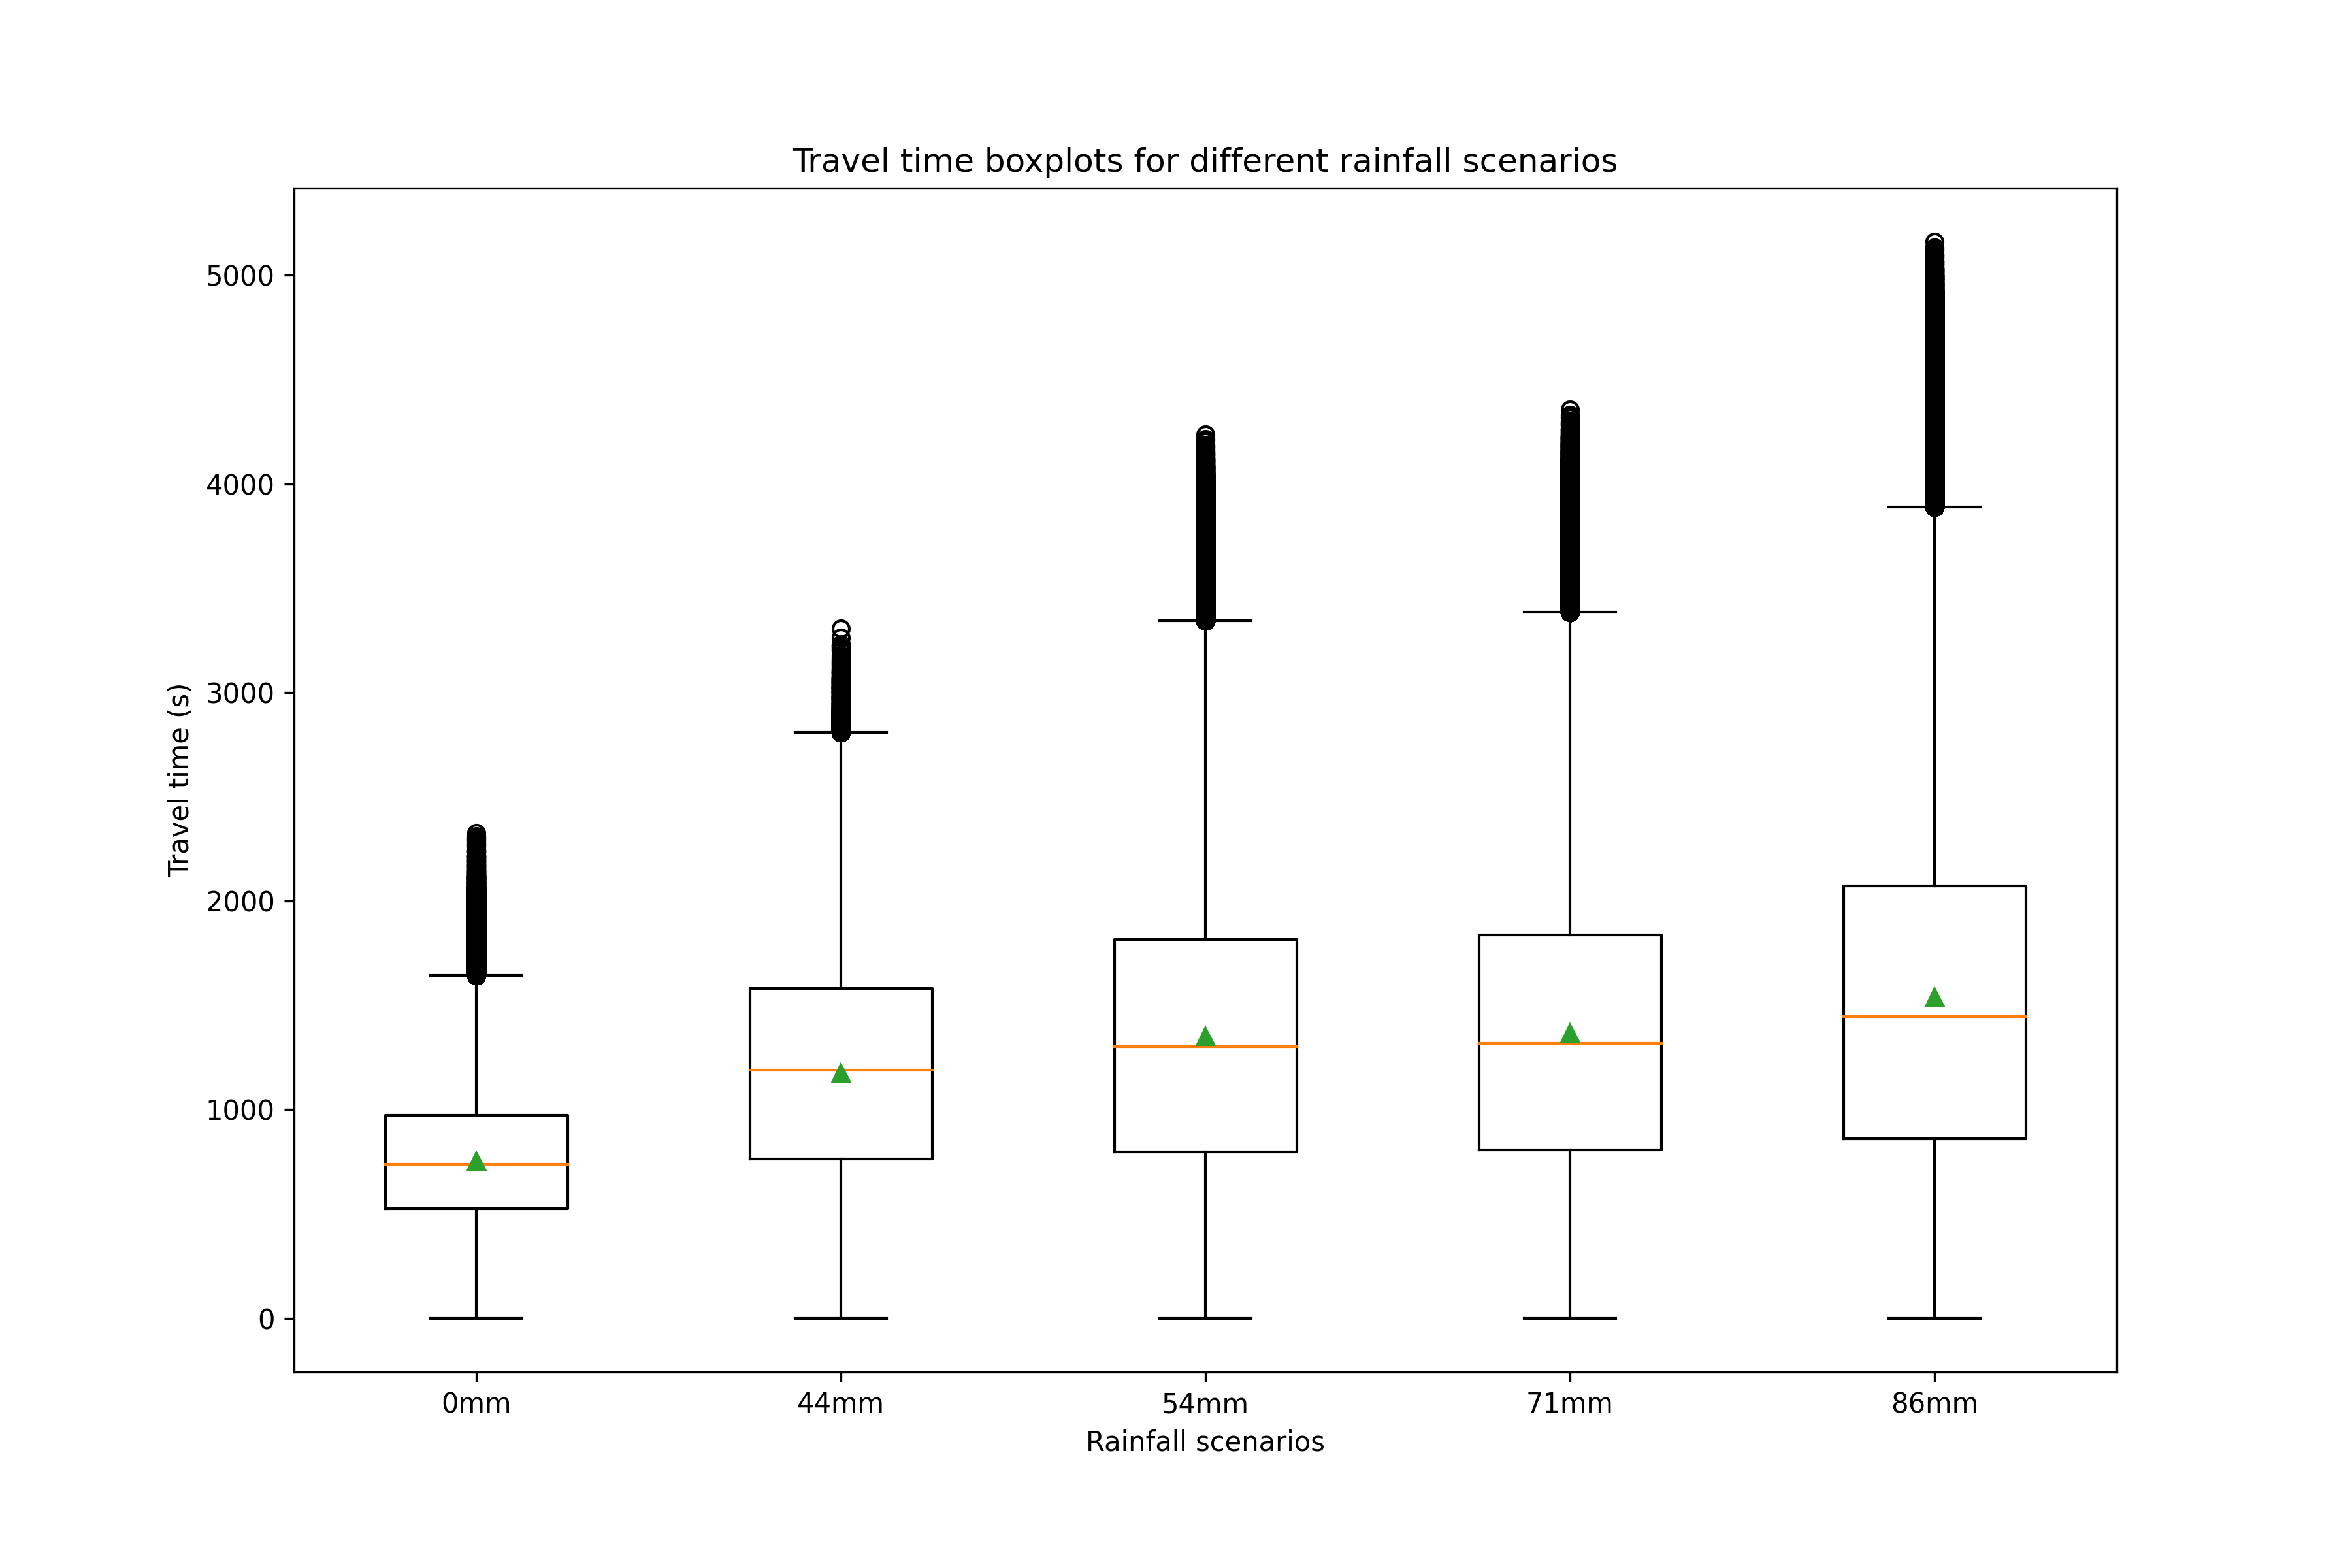 Travel time boxplots for different rainfall scenarios
5000
4000
3000
2000
1000
0
Travel time (s)
0mm 44mm 54mm 71mm 86mm
Rainfall scenarios